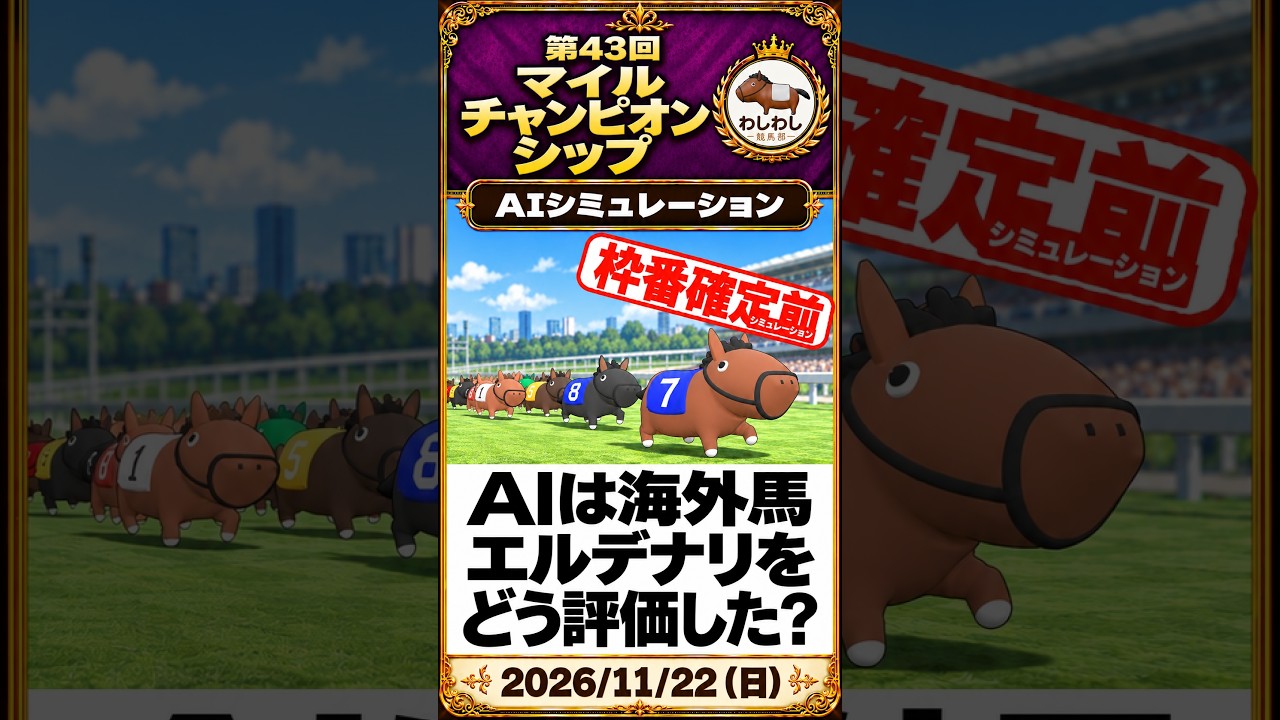 第43回
マイル
チャンピオン
シップ
わしわし
競馬部
AIシミュレーション
枠番確定前
シミュレーション
1
5
8
7
AIは海外馬
エルデナリを
どう評価した?
2026/11/22(日)
確定前
シミュレーション
8
1
5
8